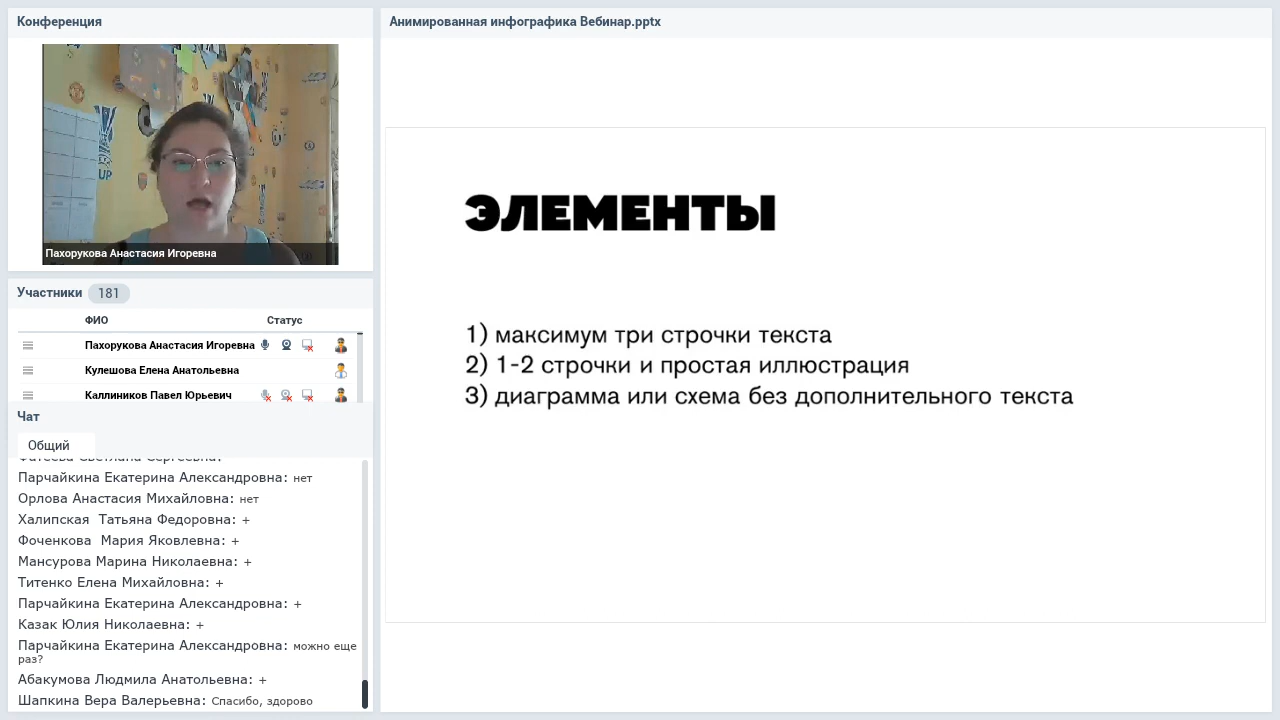 Конференция
UP
Пахорукова Анастасия Игоревна
Участники 181
ФИО Статус
Пахорукова Анастасия Игоревна
Кулешова Елена Анатольевна
Каллиников Павел Юрьевич
Чат
Общий
Фатеева Светлана Сергеевна:
Парчайкина Екатерина Александровна: нет
Орлова Анастасия Михайловна: нет
Халипская Татьяна Федоровна: +
Фоченкова Мария Яковлевна: +
Мансурова Марина Николаевна: +
Титенко Елена Михайловна: +
Парчайкина Екатерина Александровна: +
Казак Юлия Николаевна: +
Парчайкина Екатерина Александровна: можно еще
раз?
Абакумова Людмила Анатольевна: +
Шапкина Вера Валерьевна: Спасибо, здорово
Анимированная инфографика Вебинар.pptx
ЭЛЕМЕНТЫ
1) максимум три строчки текста
2) 1-2 строчки и простая иллюстрация
3) диаграмма или схема без дополнительного текста